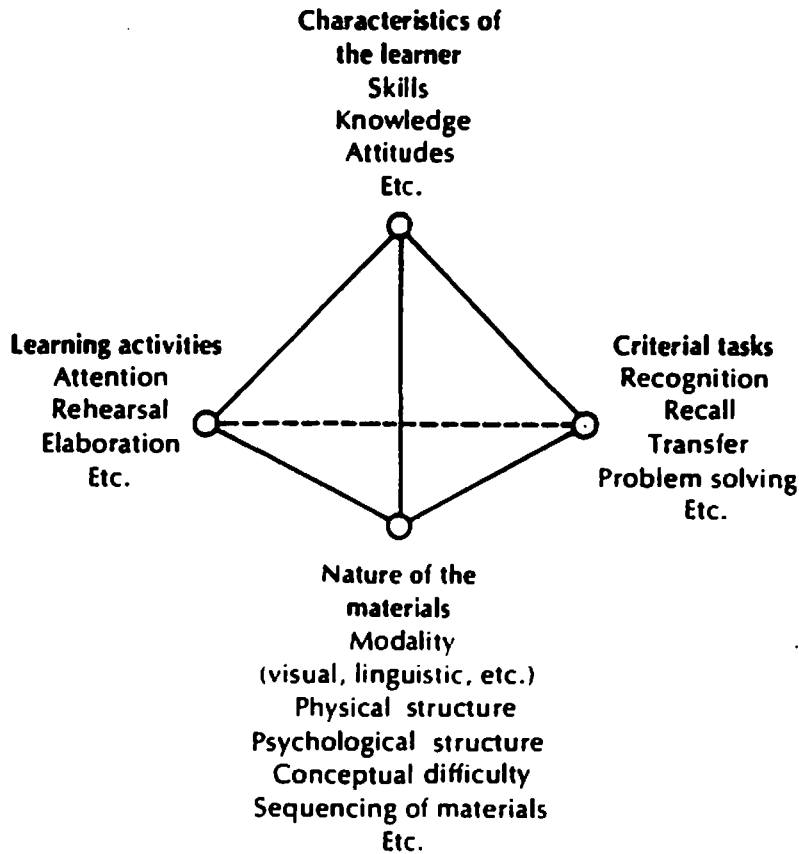 Characteristics of
the learner
Skills
Knowledge
Attitudes
Etc.
Learning activities
Attention
Rehearsal
Elaboration
Etc.
Criterial tasks
Recognition
Recall
Transfer
Problem solving
Etc.
Nature of the
materials
Modality
(visual, linguistic, etc.)
Physical structure
Psychological structure
Conceptual difficulty
Sequencing of materials
Etc.